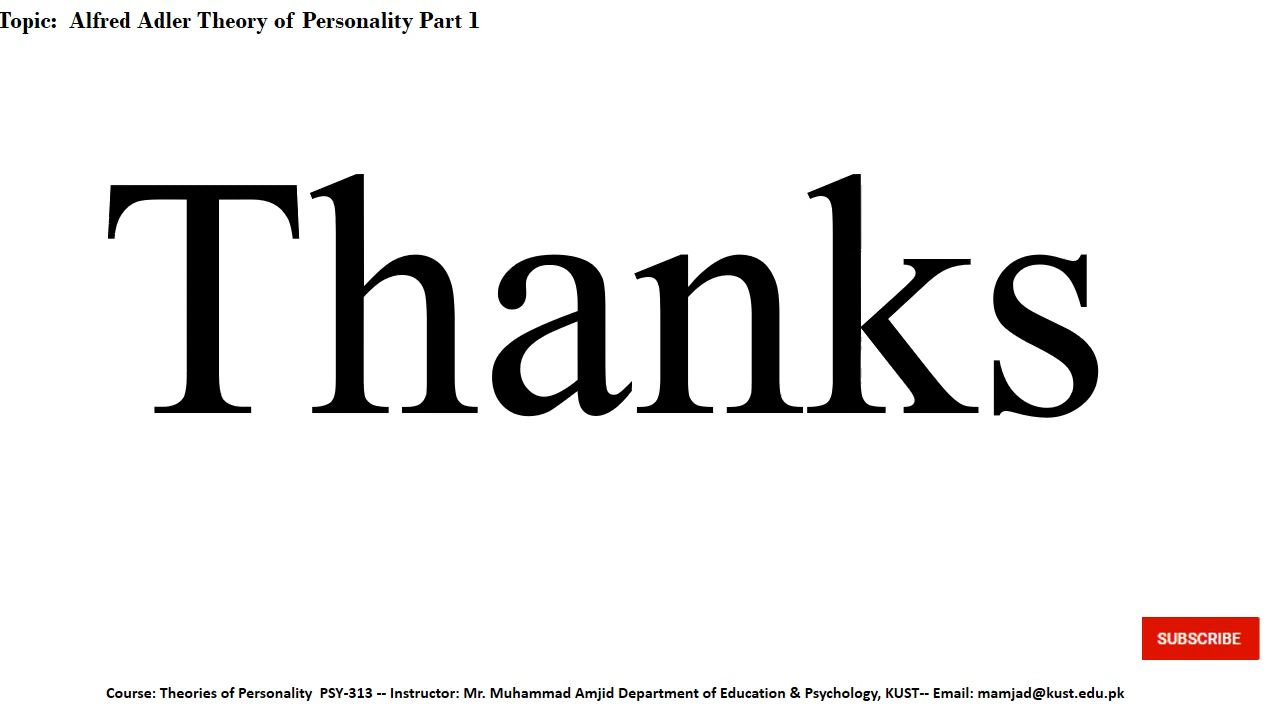 Topic: Alfred Adler Theory of Personality Part 1
Thanks
SUBSCRIBE
Course: Theories of Personality PSY-313 -- Instructor: Mr. Muhammad Amjid Department of Education & Psychology, KUST-- Email: mamjad@kust.edu.pk